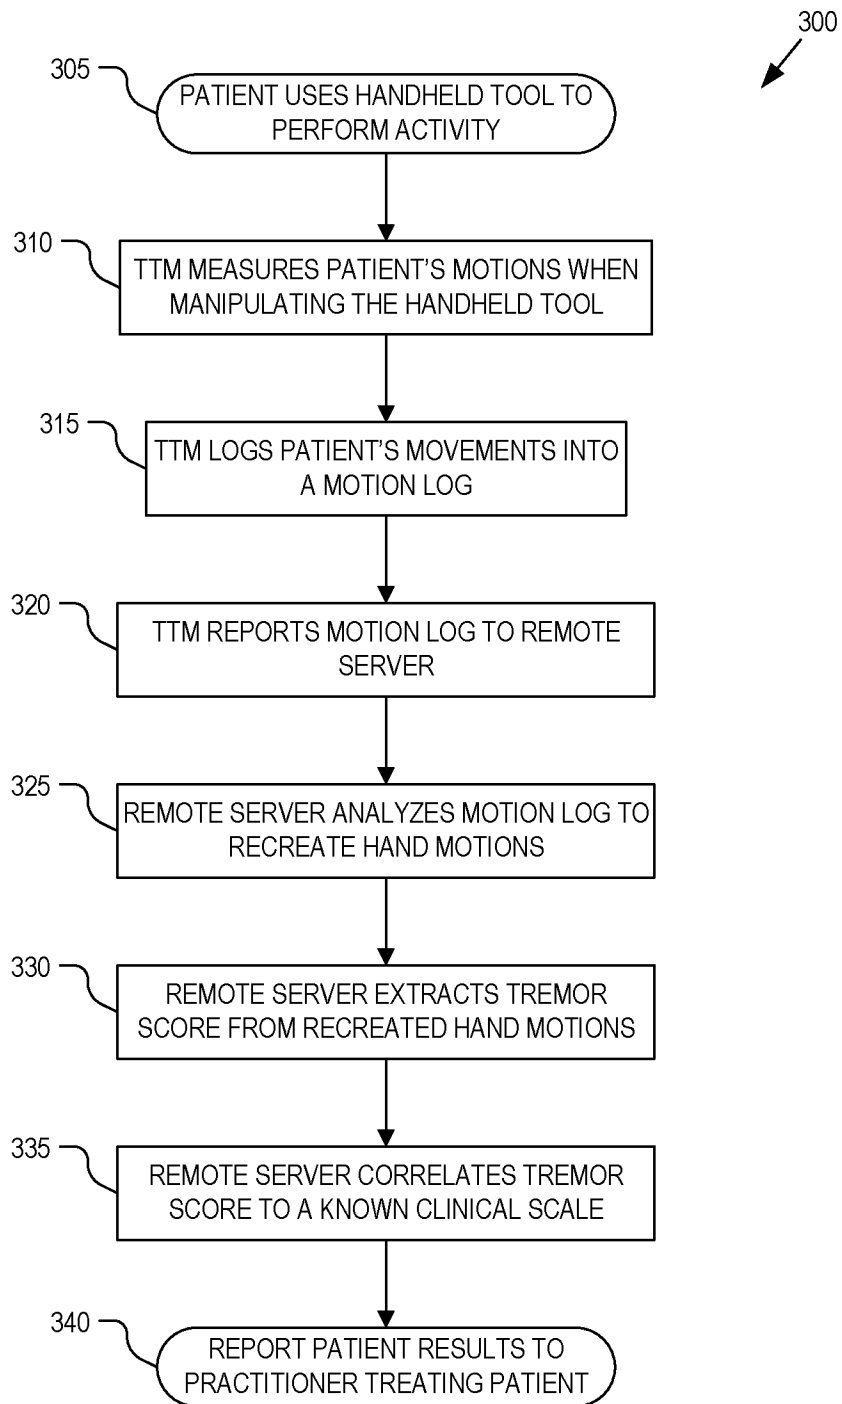 300
305
PATIENT USES HANDHELD TOOL TO
PERFORM ACTIVITY
310
TTM MEASURES PATIENT'S MOTIONS WHEN
MANIPULATING THE HANDHELD TOOL
315
TTM LOGS PATIENT'S MOVEMENTS INTO
A MOTION LOG
320
TTM REPORTS MOTION LOG TO REMOTE
SERVER
325
REMOTE SERVER ANALYZES MOTION LOG TO
RECREATE HAND MOTIONS
330
REMOTE SERVER EXTRACTS TREMOR
SCORE FROM RECREATED HAND MOTIONS
335
REMOTE SERVER CORRELATES TREMOR
SCORE TO A KNOWN CLINICAL SCALE
340
REPORT PATIENT RESULTS TO
PRACTITIONER TREATING PATIENT